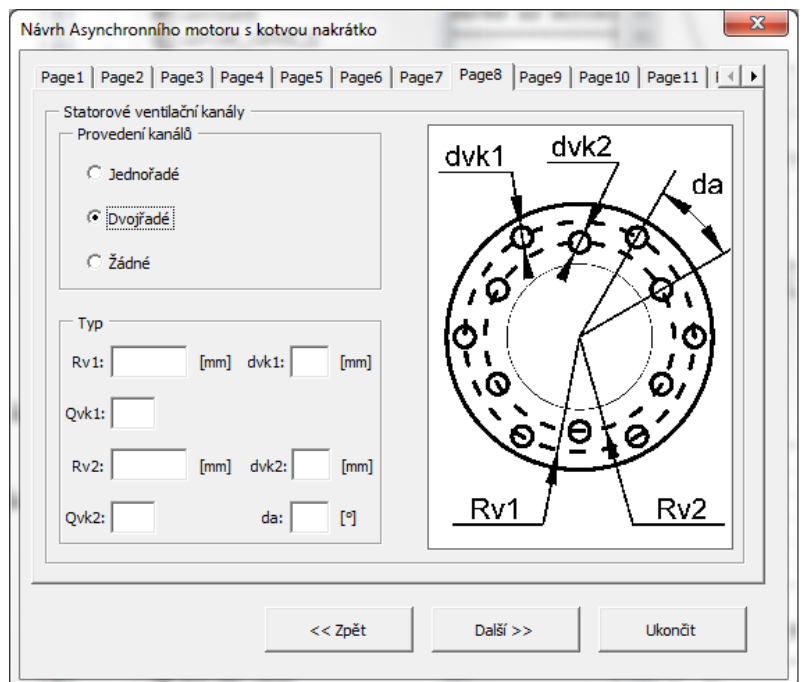 Návrh Asynchronního motoru s kotvou nakrátko
Page1 Page2 Page3 Page4 Page5 Page6 Page7 Page8 Page9 Page10 Page11
Statorové ventilační kanály
Provedení kanálů
Jednořadé
Dvojřadé
Žádné
Typ
Rv1: [mm] dvk1: [mm]
Qvk1:
Rv2: [mm] dvk2: [mm]
Qvk2: da: [°]
dvk1 dvk2
da
Rv1 Rv2
<< Zpět Další >> Ukončit